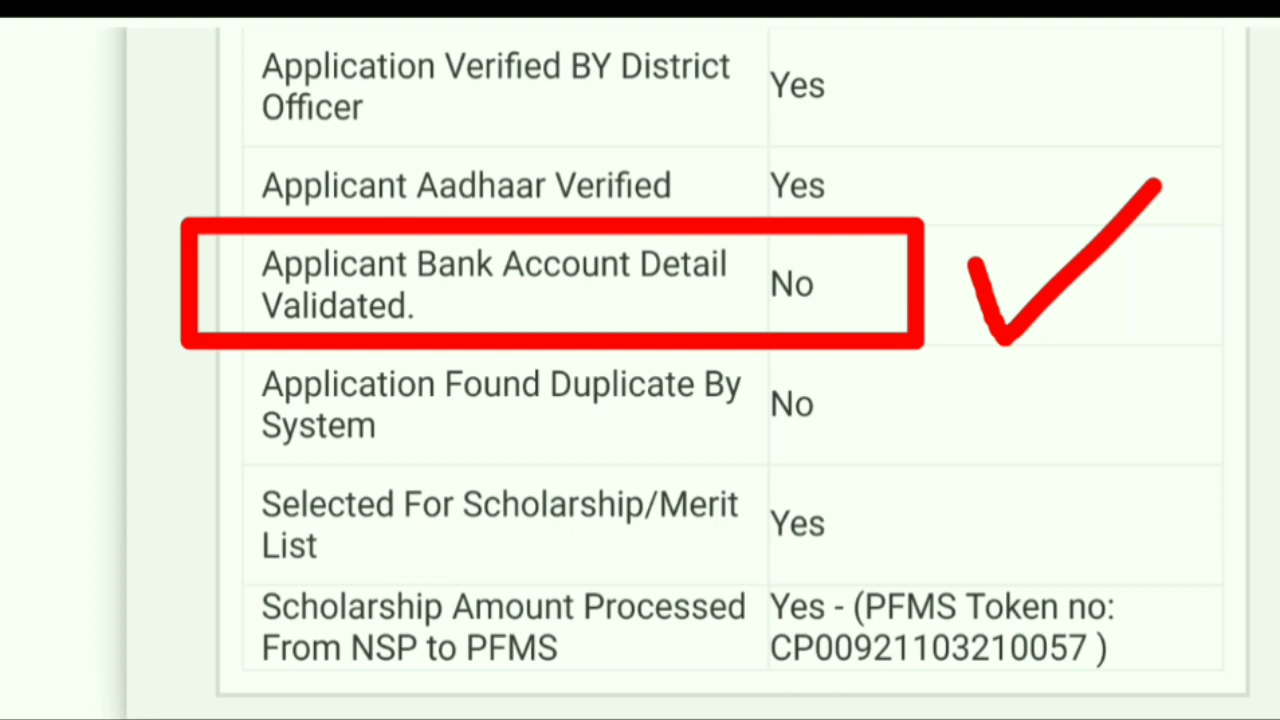 Application Verified BY District
Officer
Yes
Applicant Aadhaar Verified
Yes
Applicant Bank Account Detail
Validated.
No
Application Found Duplicate By
System
No
Selected For Scholarship/Merit
List
Yes
Scholarship Amount Processed
From NSP to PFMS
Yes - (PFMS Token no:
CP00921103210057 )